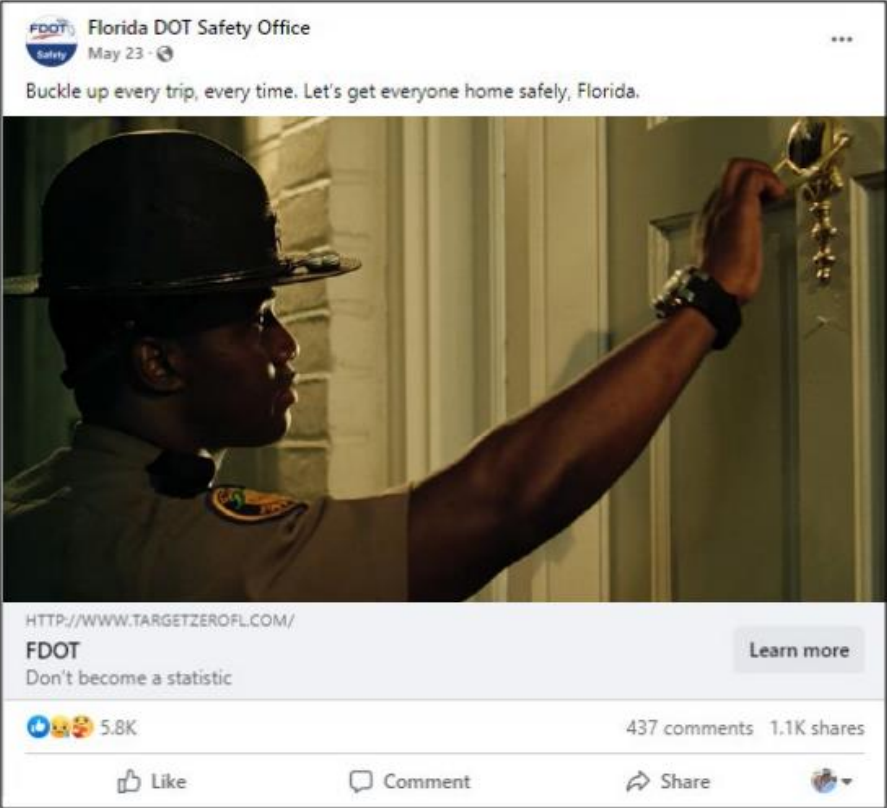 FDOT
Safety
Florida DOT Safety Office
May 23 ·
Buckle up every trip, every time. Let's get everyone home safely, Florida.
HTTP://WWW.TARGETZEROFL.COM/
FDOT
Don't become a statistic
Learn more
5.8K
437 comments 1.1K shares
Like
Comment
Share